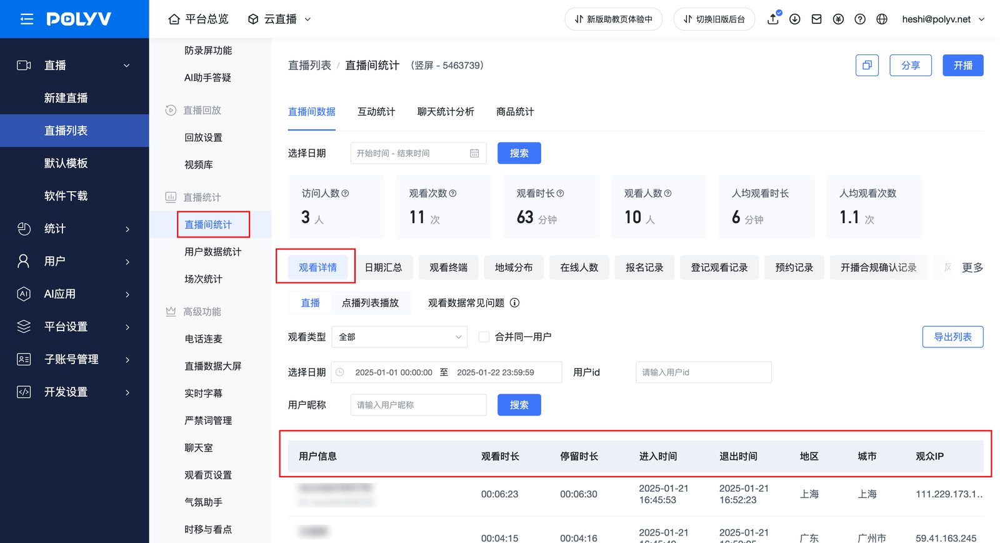 POLYV
平台总览
云直播
新版助教页体验中
切换旧版后台
heshi@polyv.net
直播
新建直播
直播列表
默认模板
软件下载
统计
用户
AI应用
平台设置
子账号管理
开发设置
防录屏功能
AI助手答疑
直播回放
回放设置
视频库
直播统计
直播间统计
用户数据统计
场次统计
高级功能
电话连麦
直播数据大屏
实时字幕
严禁词管理
聊天室
观看页设置
气氛助手
时移与看点
直播列表 / 直播间统计 (竖屏 - 5463739)
分享
开播
直播间数据
互动统计
聊天统计分析
商品统计
选择日期
开始时间 - 结束时间
搜索
访问人数
3 人
观看次数
11 次
观看时长
63 分钟
观看人数
10 人
人均观看时长
6 分钟
人均观看次数
1.1 次
观看详情
日期汇总
观看终端
地域分布
在线人数
报名记录
登记观看记录
预约记录
开播合规确认记录
更多
直播
点播列表播放
观看数据常见问题
观看类型
全部
合并同一用户
导出列表
选择日期
2025-01-01 00:00:00 至 2025-01-22 23:59:59
用户id
请输入用户id
用户昵称
请输入用户昵称
搜索
用户信息 观看时长 停留时长 进入时间 退出时间 地区 城市 观众IP
00:06:23 00:06:30 2025-01-21 16:45:53 2025-01-21 16:52:23 上海 上海 111.229.173.1..
00:04:15 00:04:16 2025-01-21 2025-01-21 广东 广州市 59.41.163.245